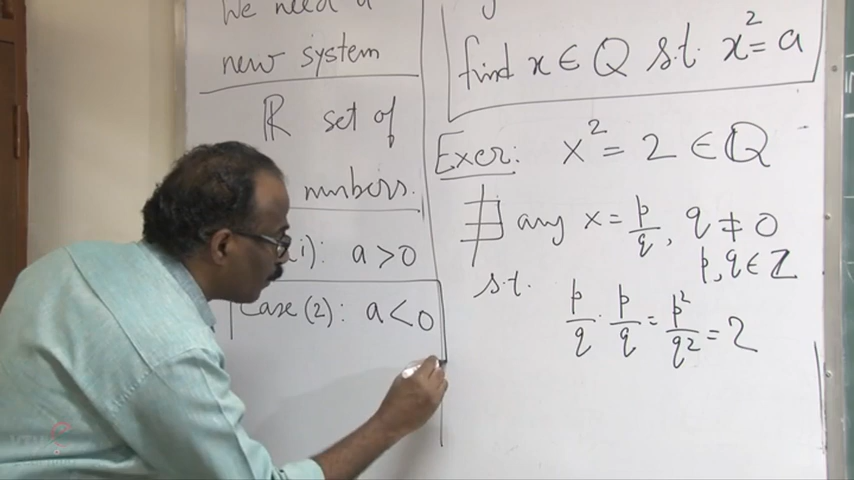 We need a
new system
ℝ set of
numbers.
i): a > 0
Case (2): a < 0
find x ∈ Q s.t. x² = a
Exer: x² = 2 ∈ Q
∄ any x = p/q, q ≠ 0
p, q ∈ Z
s.t.
p/q · p/q = p²/q² = 2